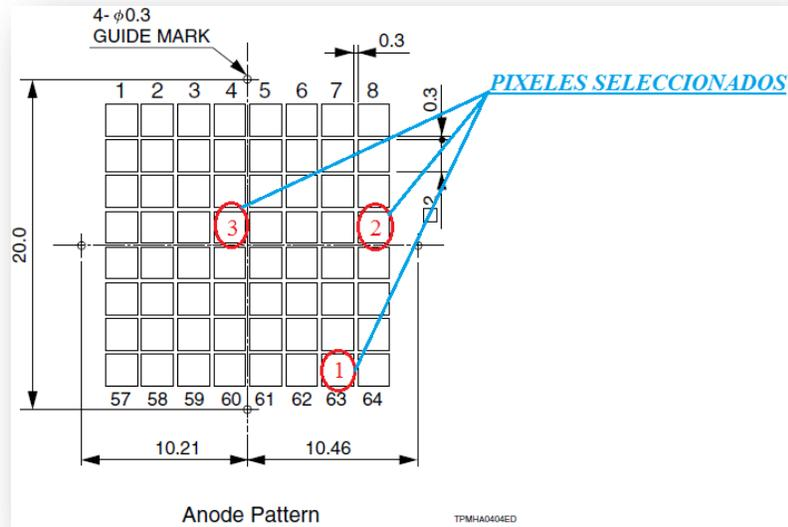 4- ϕ0.3
GUIDE MARK
0.3
1 2 3 4 5 6 7 8
PIXELES SELECCIONADOS
0.3
□2
3
2
20.0
1
57 58 59 60 61 62 63 64
10.21 10.46
Anode Pattern
TPMHA0404ED